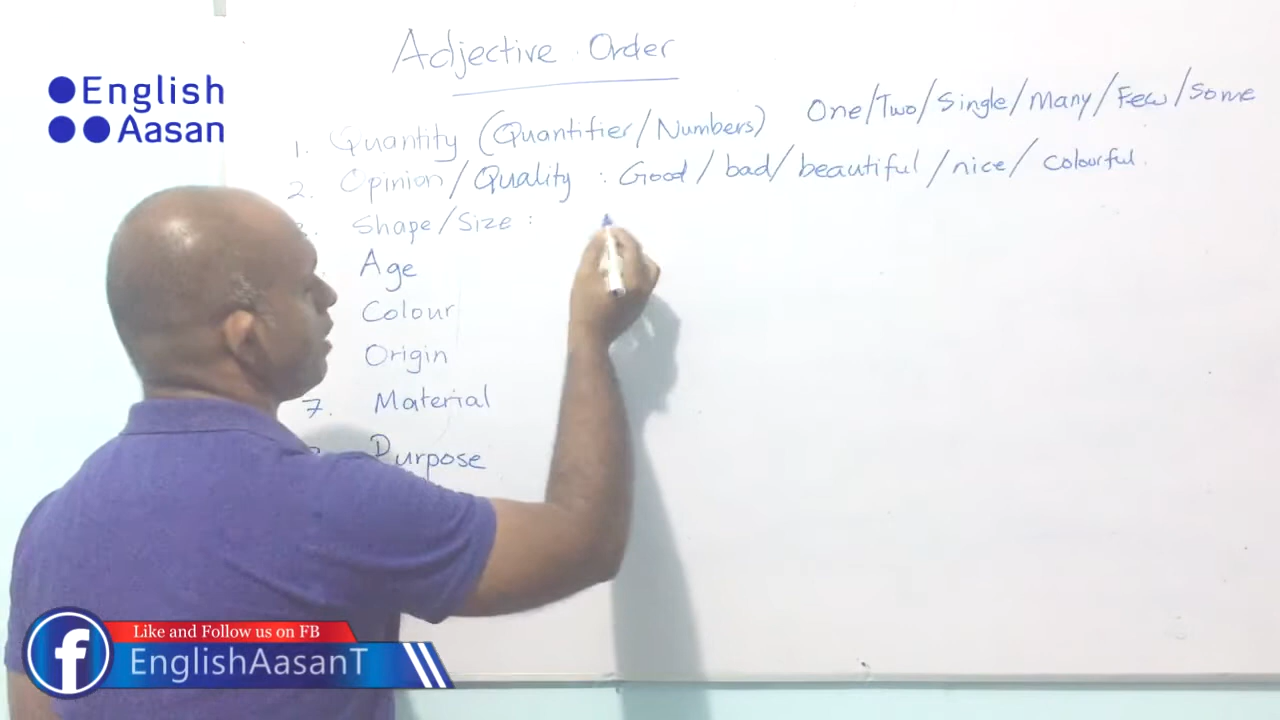 Adjective Order
English
Aasan
1. Quantity (Quantifier/Numbers) One/Two/Single/Many/Few/Some
2. Opinion/Quality : Good/bad/beautiful/nice/colourful.
Shape/Size :
Age
Colour
Origin
7. Material
Purpose
Like and Follow us on FB
f EnglishAasanT